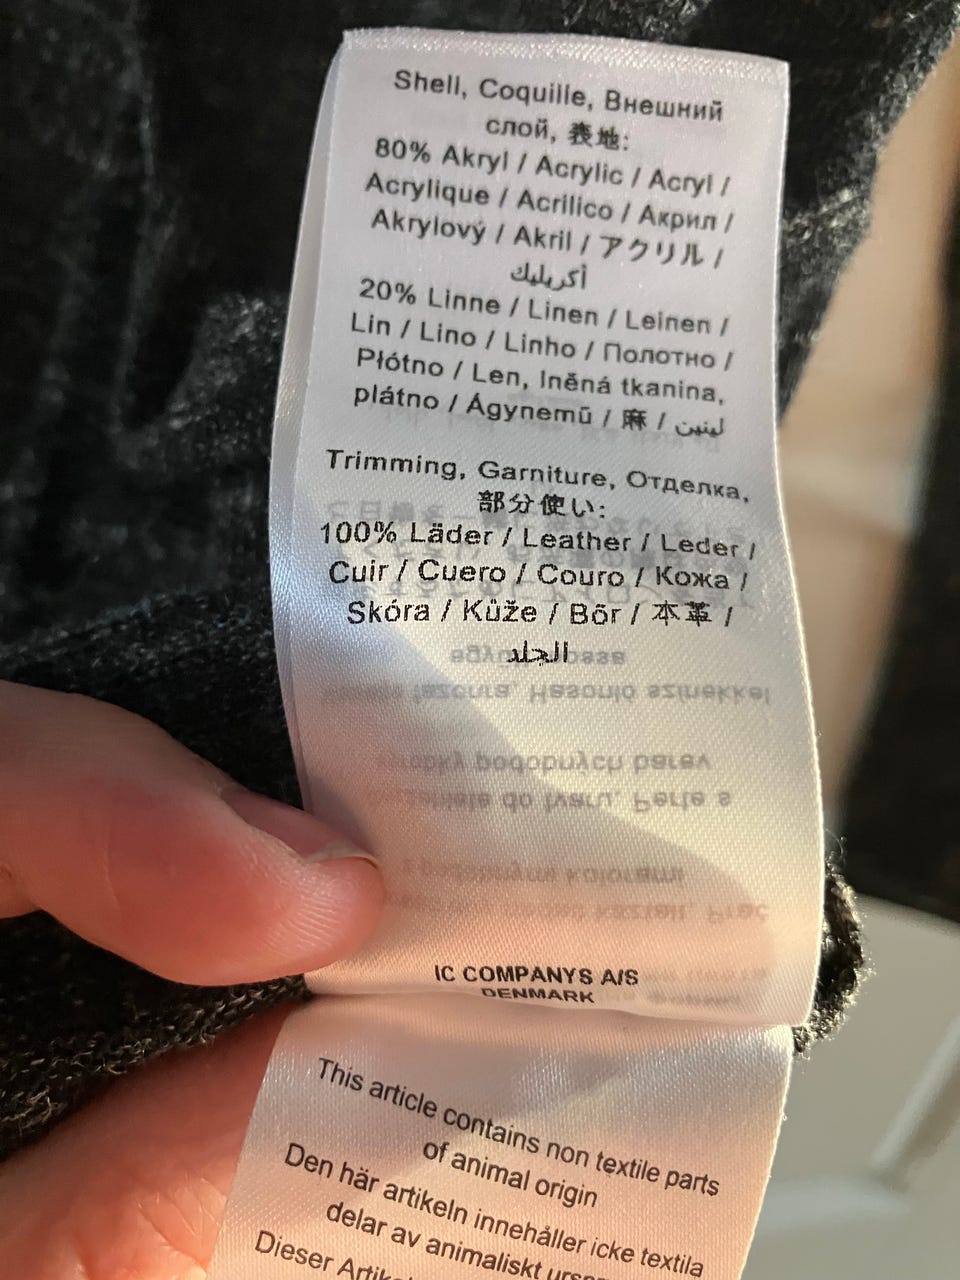 Shell, Coquille, Внешний
слой, 表地:
80% Akryl / Acrylic / Acryl /
Acrylique / Acrilico / Акрил /
Akrylový / Akril / アクリル /
أكريليك
20% Linne / Linen / Leinen /
Lin / Lino / Linho / Полотно /
Płótno / Len, lněná tkanina,
plátno / Ágynemű / 麻 / لينين
Trimming, Garniture, Отделка,
部分使い:
100% Läder / Leather / Leder /
Cuir / Cuero / Couro / Кожа /
Skóra / Kůže / Bőr / 本革 /
الجلد
IC COMPANYS A/S
DENMARK
This article contains non textile parts
of animal origin
Den här artikeln innehåller icke textila
delar av animaliskt
Dieser